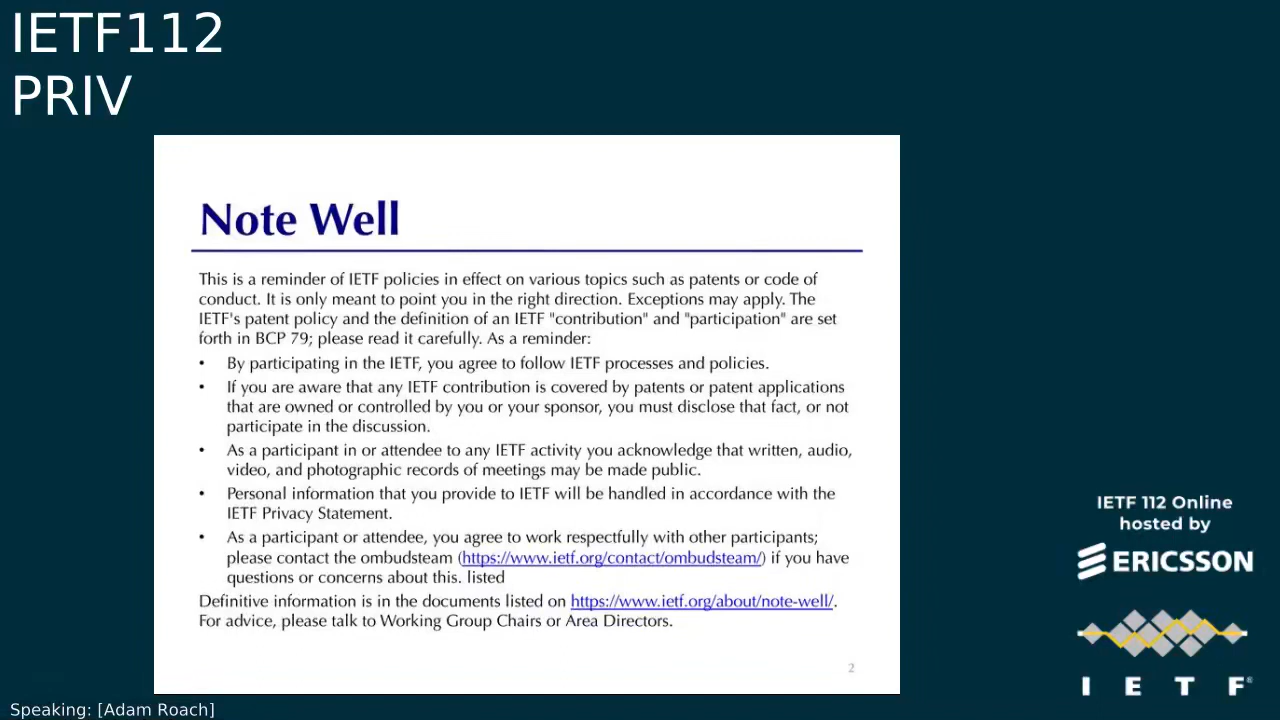 IETF112
PRIV
Note Well
This is a reminder of IETF policies in effect on various topics such as patents or code of
conduct. It is only meant to point you in the right direction. Exceptions may apply. The
IETF's patent policy and the definition of an IETF "contribution" and "participation" are set
forth in BCP 79; please read it carefully. As a reminder:
• By participating in the IETF, you agree to follow IETF processes and policies.
• If you are aware that any IETF contribution is covered by patents or patent applications
that are owned or controlled by you or your sponsor, you must disclose that fact, or not
participate in the discussion.
• As a participant in or attendee to any IETF activity you acknowledge that written, audio,
video, and photographic records of meetings may be made public.
• Personal information that you provide to IETF will be handled in accordance with the
IETF Privacy Statement.
• As a participant or attendee, you agree to work respectfully with other participants;
please contact the ombudsteam (https://www.ietf.org/contact/ombudsteam/) if you have
questions or concerns about this. listed
Definitive information is in the documents listed on https://www.ietf.org/about/note-well/.
For advice, please talk to Working Group Chairs or Area Directors.
2
IETF 112 Online
hosted by
ERICSSON
I E T F®
Speaking: [Adam Roach]